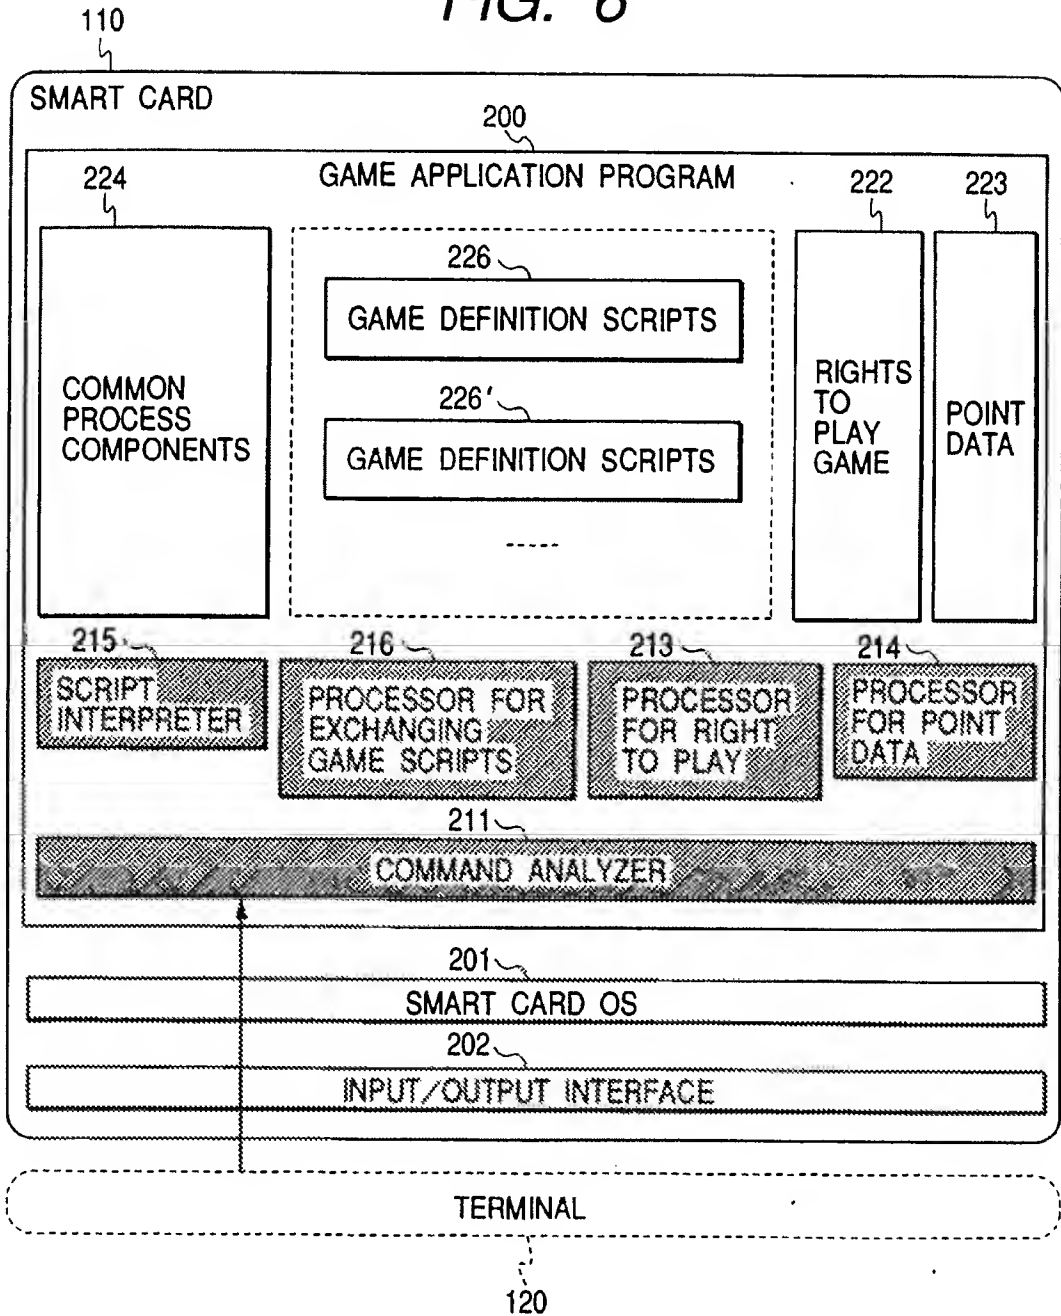 FIG. 6
110
SMART CARD
200
GAME APPLICATION PROGRAM
224
222
223
COMMON
PROCESS
COMPONENTS
226
GAME DEFINITION SCRIPTS
226'
GAME DEFINITION SCRIPTS
-----
RIGHTS
TO
PLAY
GAME
POINT
DATA
215
SCRIPT
INTERPRETER
216
PROCESSOR FOR
EXCHANGING
GAME SCRIPTS
213
PROCESSOR
FOR RIGHT
TO PLAY
214
PROCESSOR
FOR POINT
DATA
211
COMMAND ANALYZER
201
SMART CARD OS
202
INPUT/OUTPUT INTERFACE
TERMINAL
120